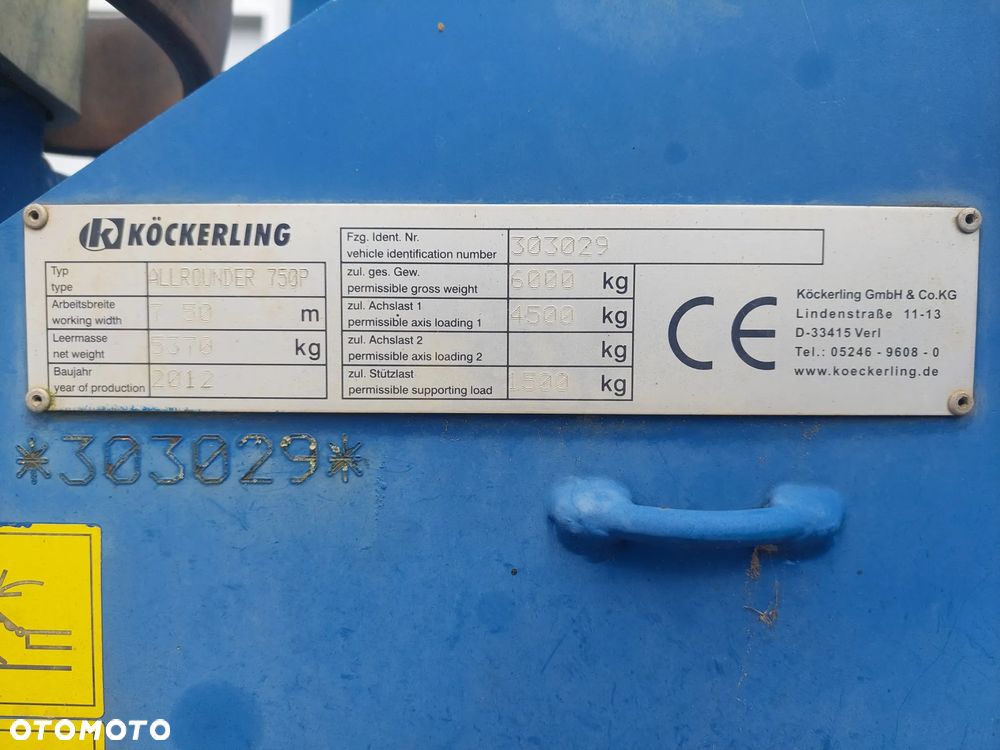 KÖCKERLING
Typ
type
ALLROUNDER 750P
Arbeitsbreite
working width
7 50 m
Leermasse
net weight
5370 kg
Baujahr
year of production
2012
Fzg. Ident. Nr.
vehicle identification number
303029
zul. ges. Gew.
permissible gross weight
6000 kg
zul. Achslast 1
permissible axis loading 1
4500 kg
zul. Achslast 2
permissible axis loading 2
kg
zul. Stützlast
permissible supporting load
1500 kg
CE
Köckerling GmbH & Co.KG
Lindenstraße 11-13
D-33415 Verl
Tel.: 05246 - 9608 - 0
www.koeckerling.de
*303029*
OTOMOTO